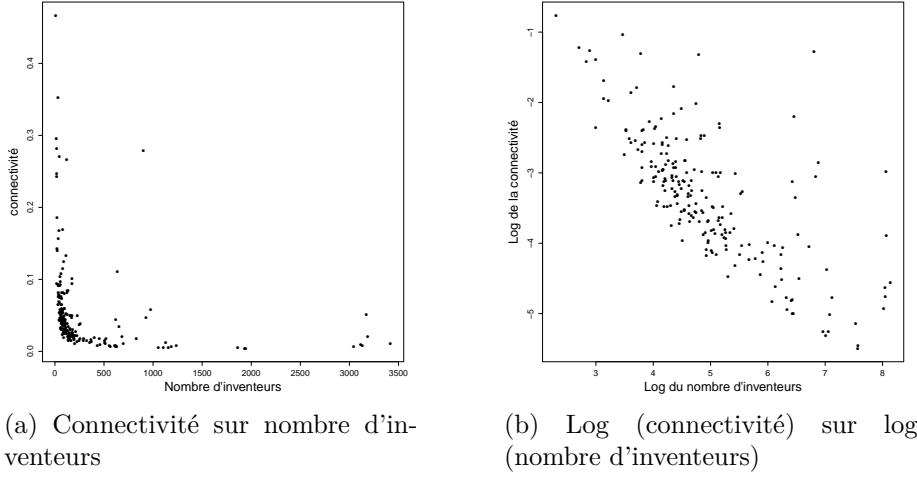 0.4
0.3
0.2
0.1
0.0
connectivité
0 500 1000 1500 2000 2500 3000 3500
Nombre d'inventeurs
(a) Connectivité sur nombre d'in-
venteurs
−1
−2
−3
−4
−5
Log de la connectivité
3 4 5 6 7 8
Log du nombre d'inventeurs
(b) Log (connectivité) sur log
(nombre d'inventeurs)